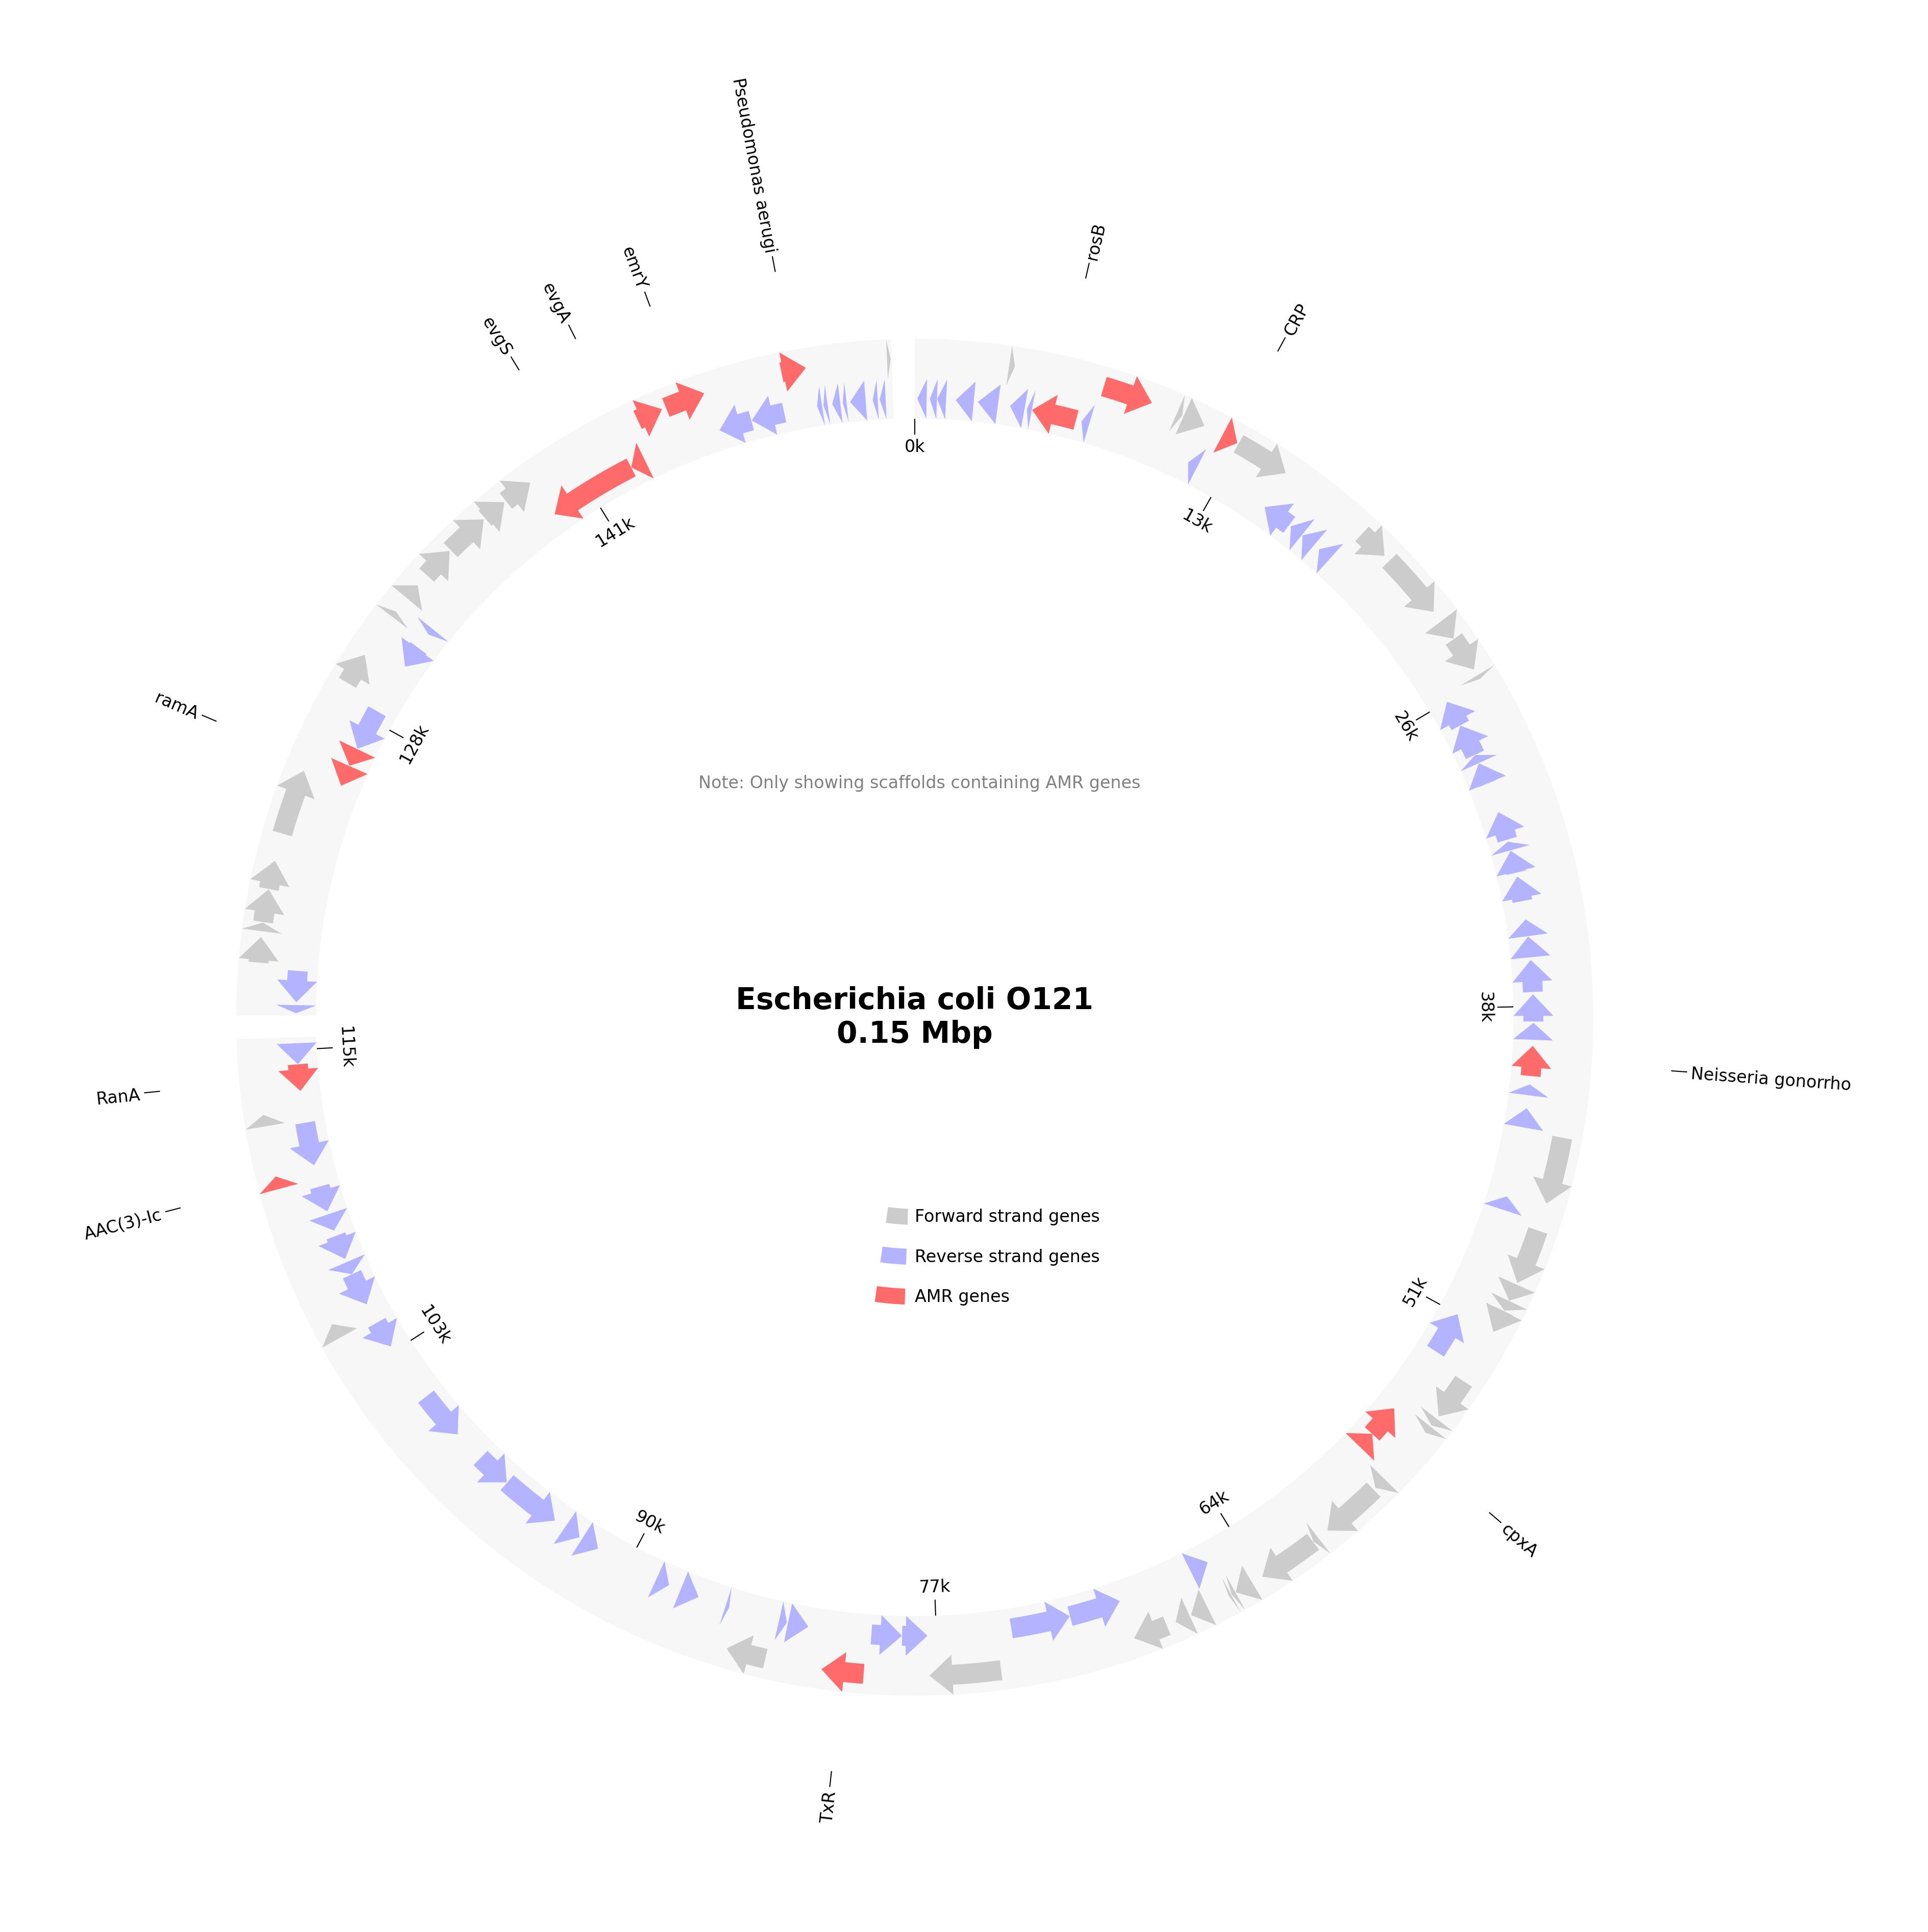 Pseudomonas aerugi
rosB
emrY
evgA
CRP
evgS
0k
13k
141k
ramA
26k
128k
Note: Only showing scaffolds containing AMR genes
Escherichia coli O121
0.15 Mbp
38k
115k
Neisseria gonorrho
RanA
AAC(3)-Ic
Forward strand genes
Reverse strand genes
AMR genes
51k
103k
64k
90k
cpxA
77k
TxR